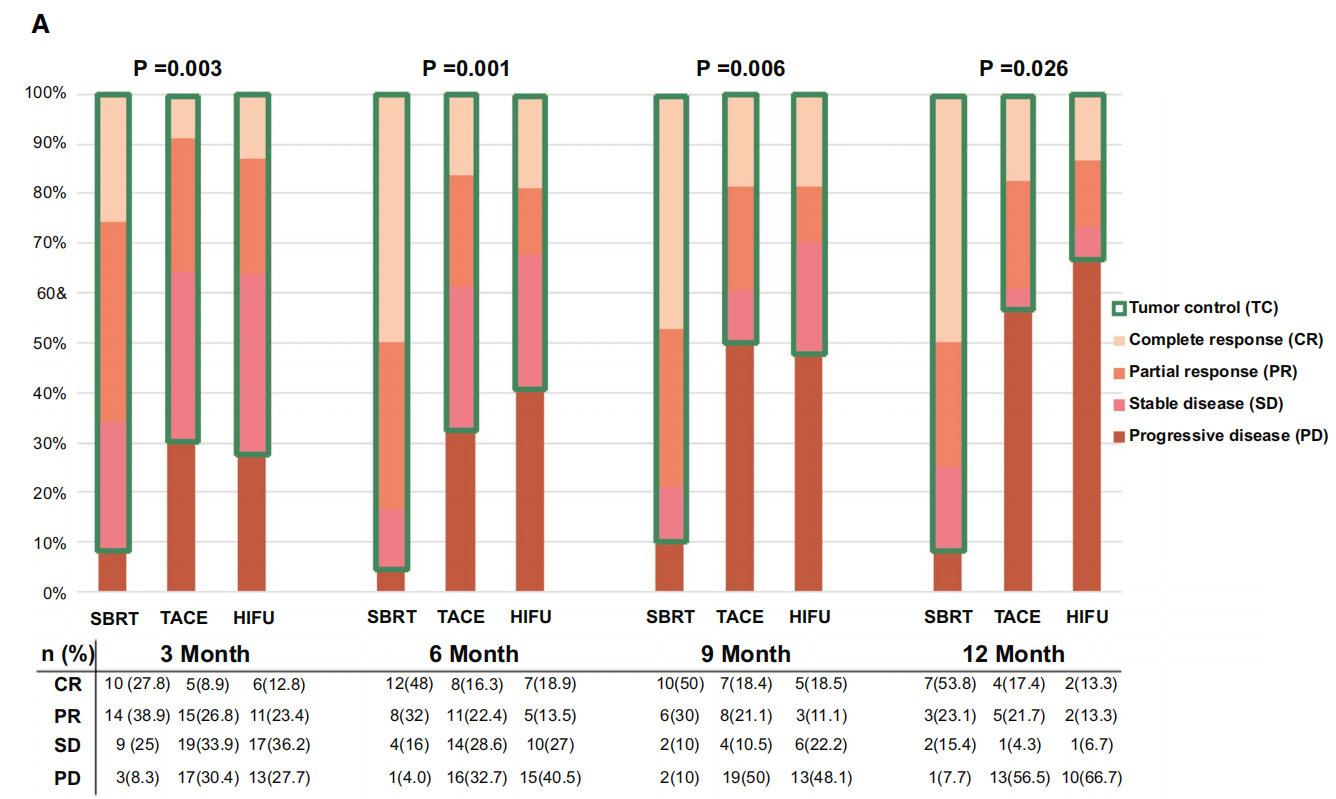 A
P =0.003 P =0.001 P =0.006 P =0.026
100%
90%
80%
70%
60&
50%
40%
30%
20%
10%
0%
Tumor control (TC)
Complete response (CR)
Partial response (PR)
Stable disease (SD)
Progressive disease (PD)
SBRT TACE HIFU SBRT TACE HIFU SBRT TACE HIFU SBRT TACE HIFU
n (%) 3 Month 6 Month 9 Month 12 Month
CR 10 (27.8) 5(8.9) 6(12.8) 12(48) 8(16.3) 7(18.9) 10(50) 7(18.4) 5(18.5) 7(53.8) 4(17.4) 2(13.3)
PR 14 (38.9) 15(26.8) 11(23.4) 8(32) 11(22.4) 5(13.5) 6(30) 8(21.1) 3(11.1) 3(23.1) 5(21.7) 2(13.3)
SD 9 (25) 19(33.9) 17(36.2) 4(16) 14(28.6) 10(27) 2(10) 4(10.5) 6(22.2) 2(15.4) 1(4.3) 1(6.7)
PD 3(8.3) 17(30.4) 13(27.7) 1(4.0) 16(32.7) 15(40.5) 2(10) 19(50) 13(48.1) 1(7.7) 13(56.5) 10(66.7)